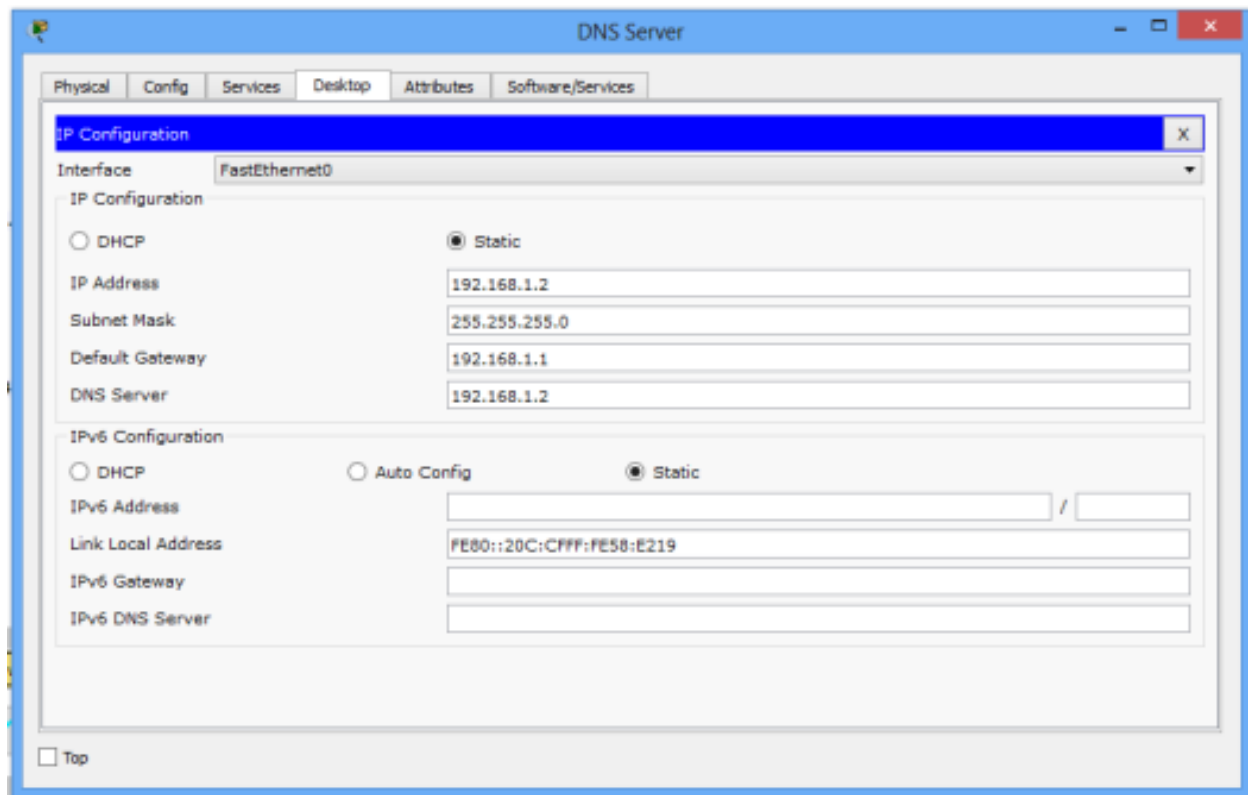 DNS Server
Physical Config Services Desktop Attributes Software/Services
IP Configuration X
Interface FastEthernet0
IP Configuration
DHCP Static
IP Address 192.168.1.2
Subnet Mask 255.255.255.0
Default Gateway 192.168.1.1
DNS Server 192.168.1.2
IPv6 Configuration
DHCP Auto Config Static
IPv6 Address /
Link Local Address FE80::20C:CFFF:FE58:E219
IPv6 Gateway
IPv6 DNS Server
Top